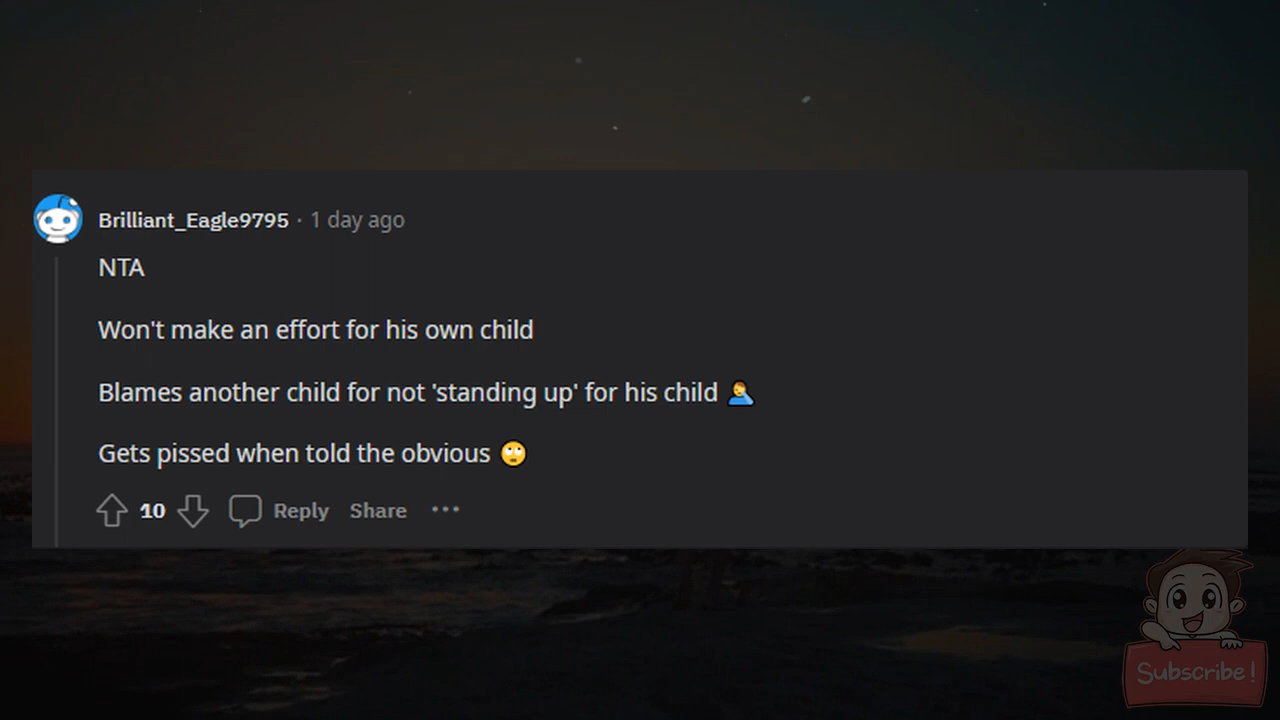 Brilliant_Eagle9795 · 1 day ago
NTA
Won't make an effort for his own child
Blames another child for not 'standing up' for his child 🤦‍♂️
Gets pissed when told the obvious 🙄
10 Reply Share •••
Subscribe!